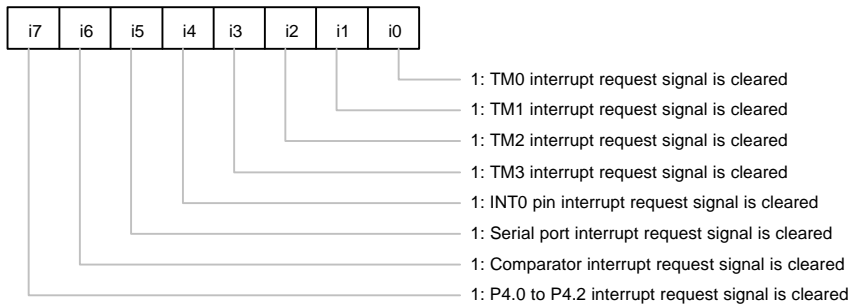 i7 i6 i5 i4 i3 i2 i1 i0
1: TM0 interrupt request signal is cleared
1: TM1 interrupt request signal is cleared
1: TM2 interrupt request signal is cleared
1: TM3 interrupt request signal is cleared
1: INT0 pin interrupt request signal is cleared
1: Serial port interrupt request signal is cleared
1: Comparator interrupt request signal is cleared
1: P4.0 to P4.2 interrupt request signal is cleared